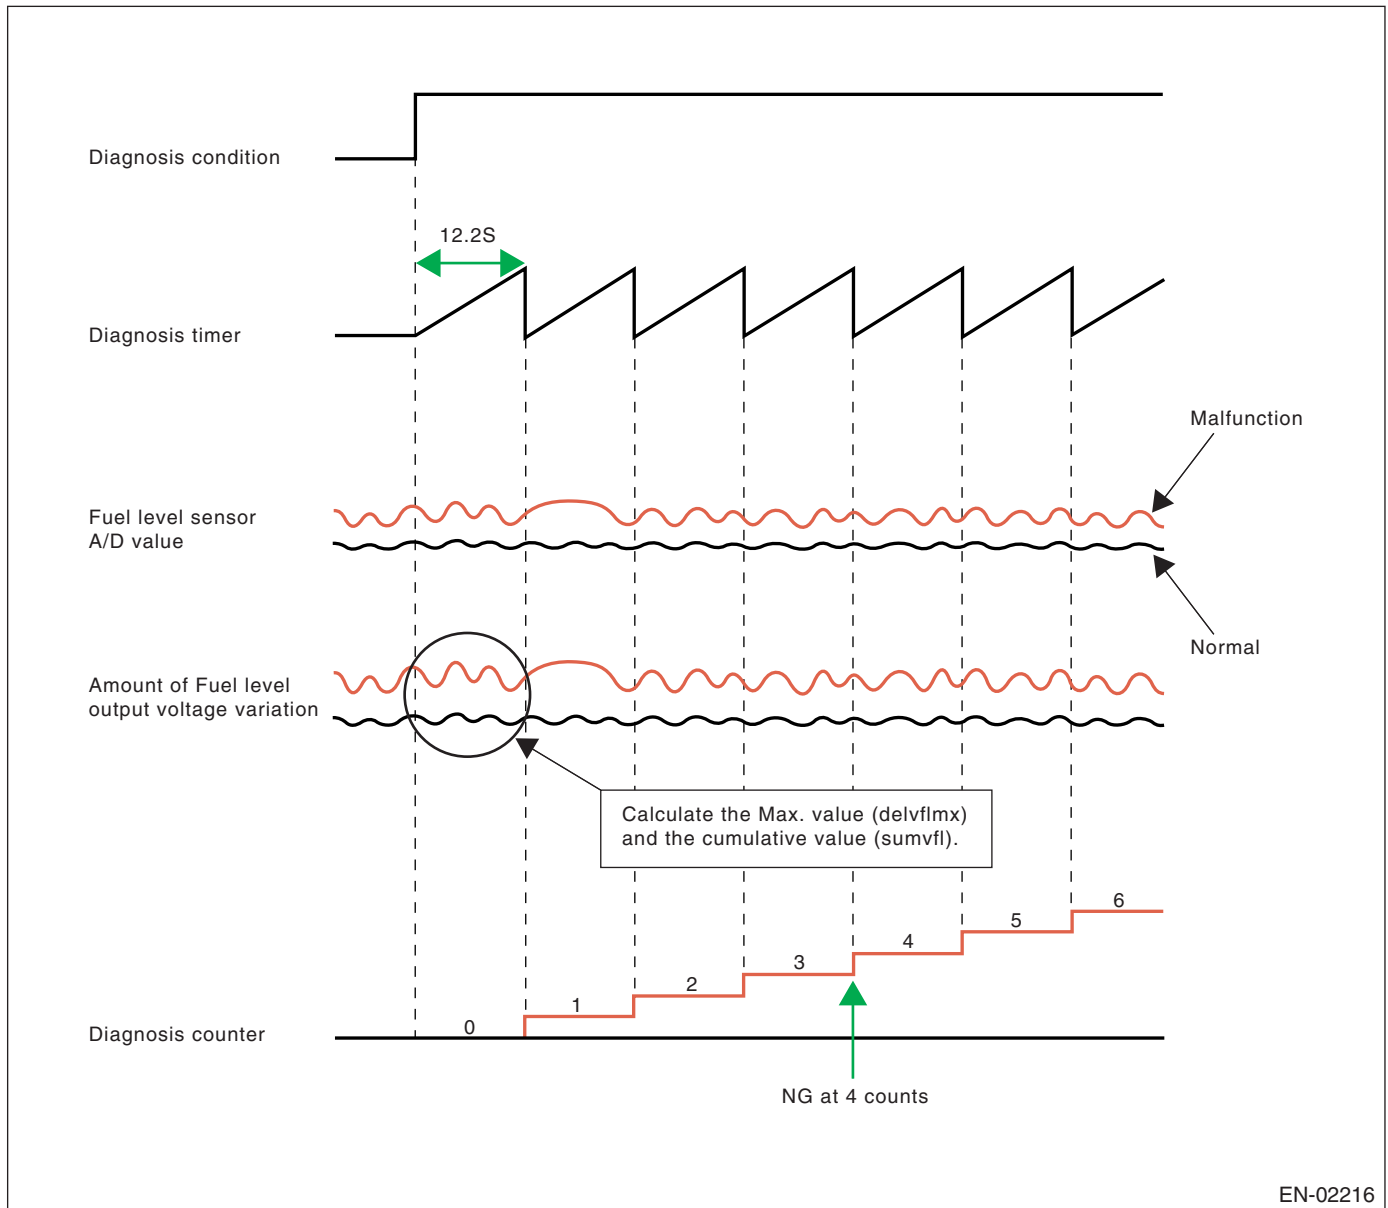 Diagnosis condition
12.2S
Diagnosis timer
Malfunction
Fuel level sensor
A/D value
Normal
Amount of Fuel level
output voltage variation
Calculate the Max. value (delvflmx)
and the cumulative value (sumvfl).
6
5
4
3
2
1
0
Diagnosis counter
NG at 4 counts
EN-02216